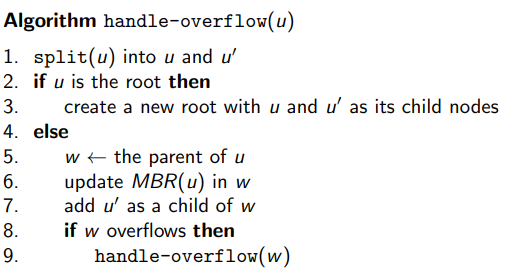 Algorithm handle-overflow(u)
1. split(u) into u and u′
2. if u is the root then
3. create a new root with u and u′ as its child nodes
4. else
5. w ← the parent of u
6. update MBR(u) in w
7. add u′ as a child of w
8. if w overflows then
9. handle-overflow(w)